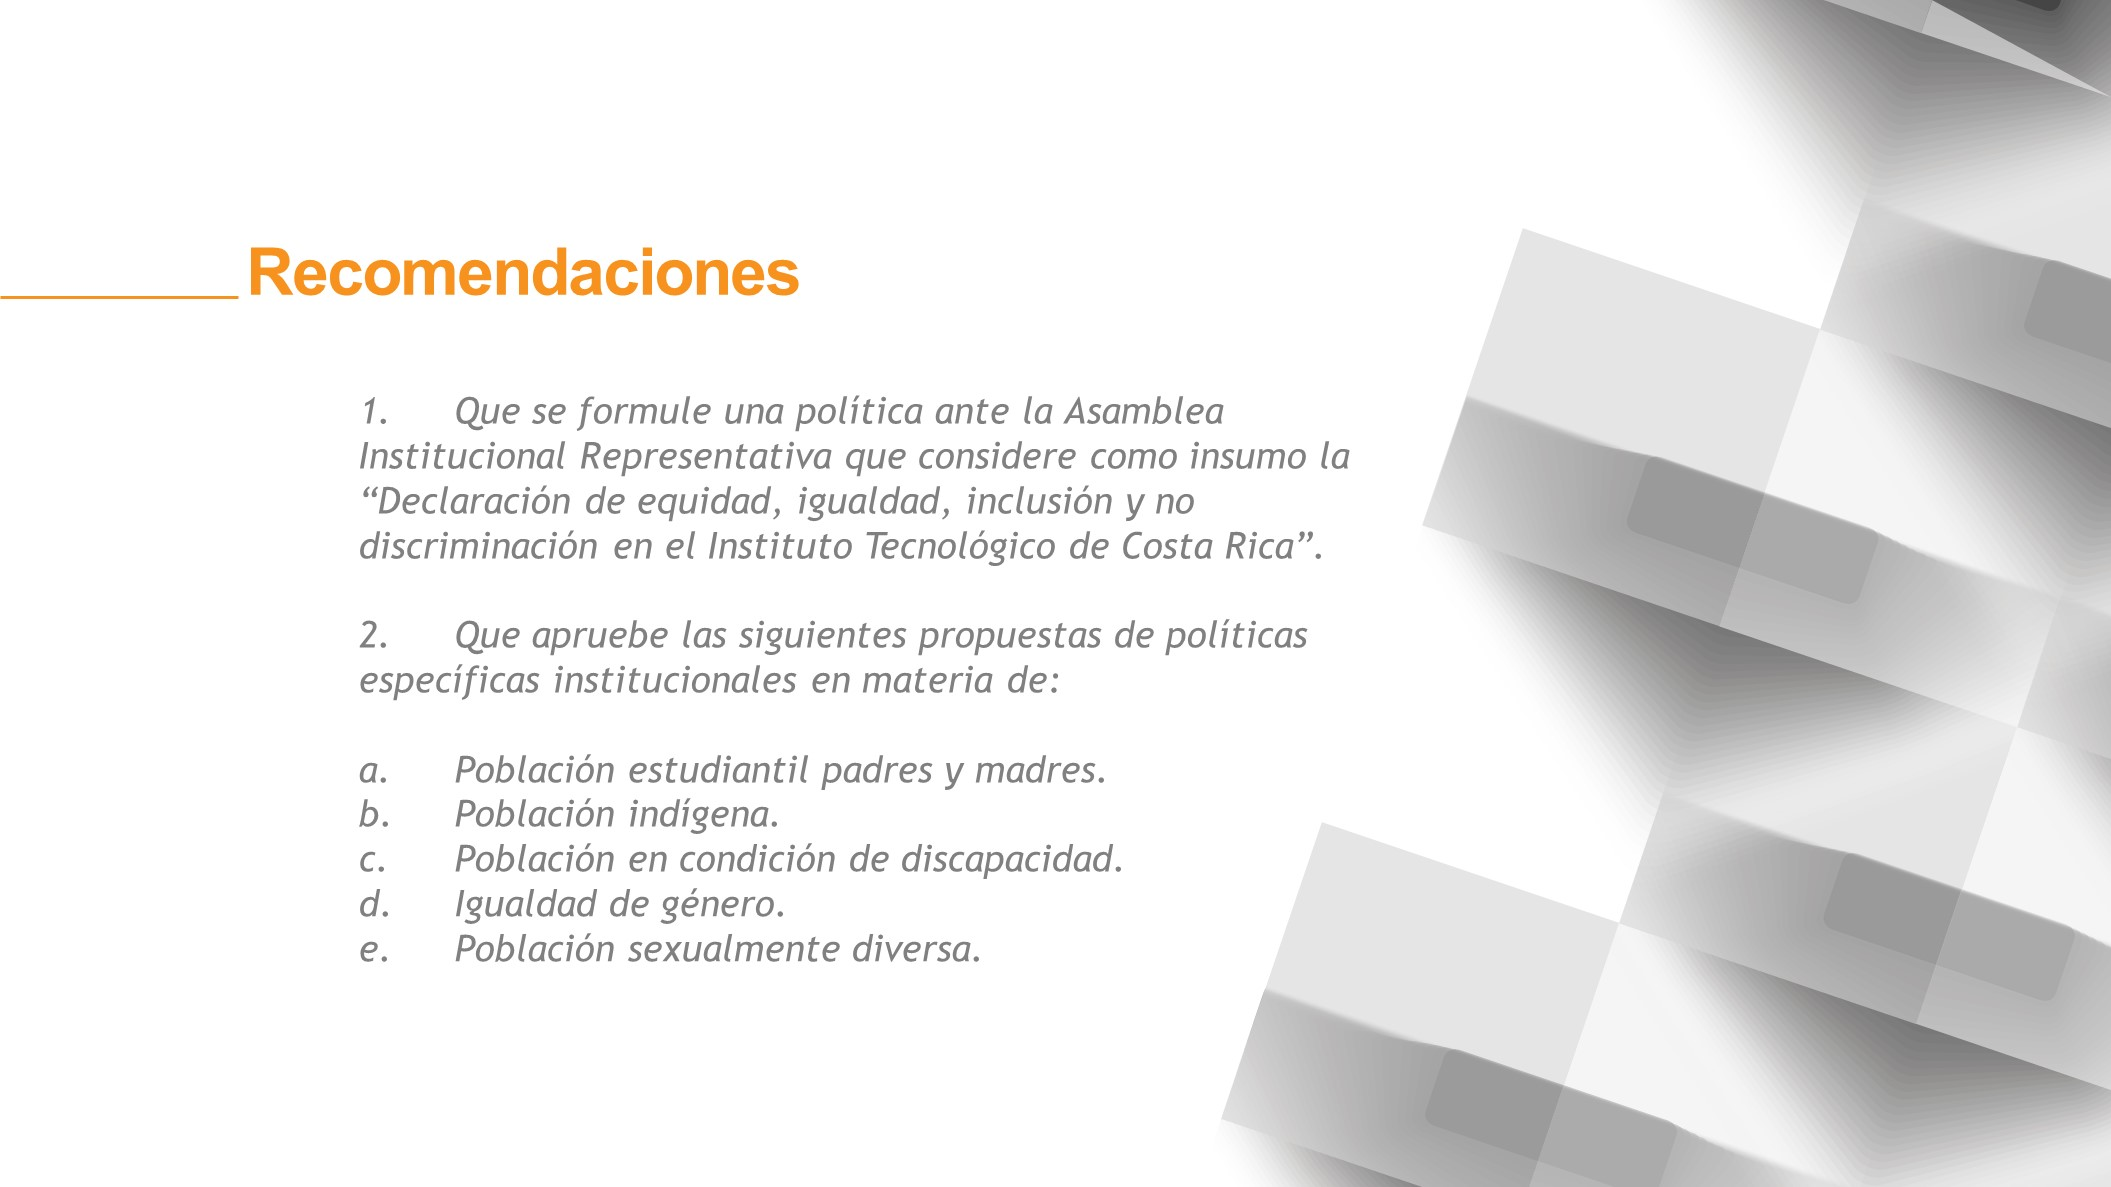 Recomendaciones
1. Que se formule una política ante la Asamblea
Institucional Representativa que considere como insumo la
“Declaración de equidad, igualdad, inclusión y no
discriminación en el Instituto Tecnológico de Costa Rica”.
2. Que apruebe las siguientes propuestas de políticas
específicas institucionales en materia de:
a. Población estudiantil padres y madres.
b. Población indígena.
c. Población en condición de discapacidad.
d. Igualdad de género.
e. Población sexualmente diversa.